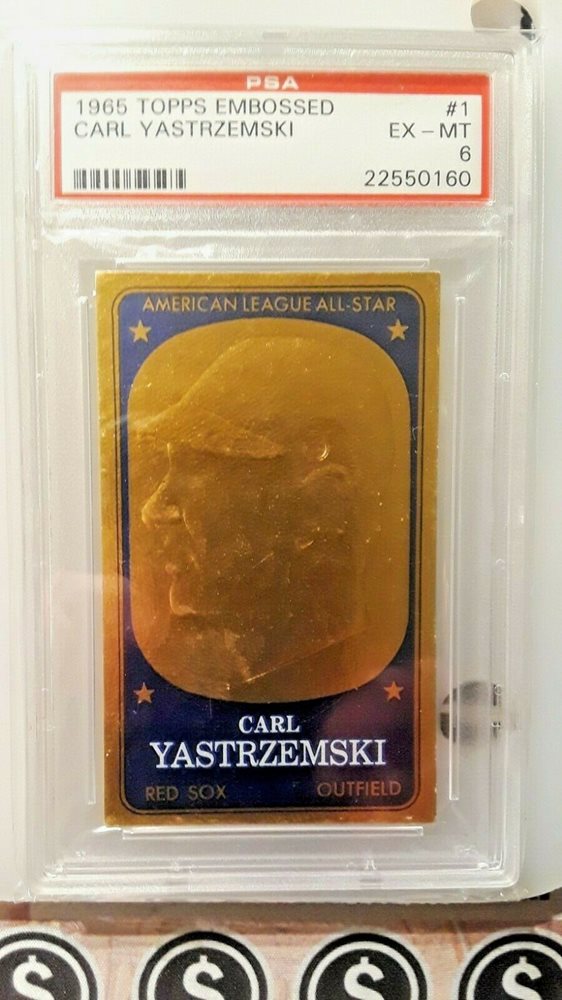 PSA
1965 TOPPS EMBOSSED #1
CARL YASTRZEMSKI EX - MT
6
22550160
AMERICAN LEAGUE ALL-STAR
CARL
YASTRZEMSKI
RED SOX OUTFIELD
$ $ $ $